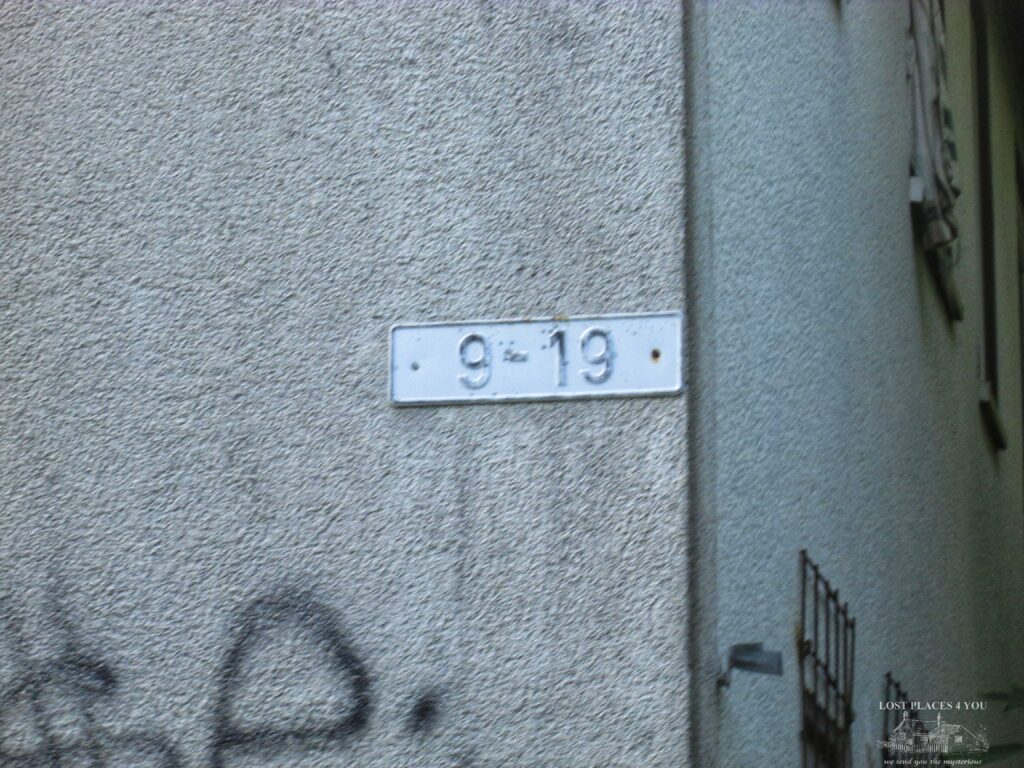 9-19
LOST PLACES 4 YOU
we send you the mysterious